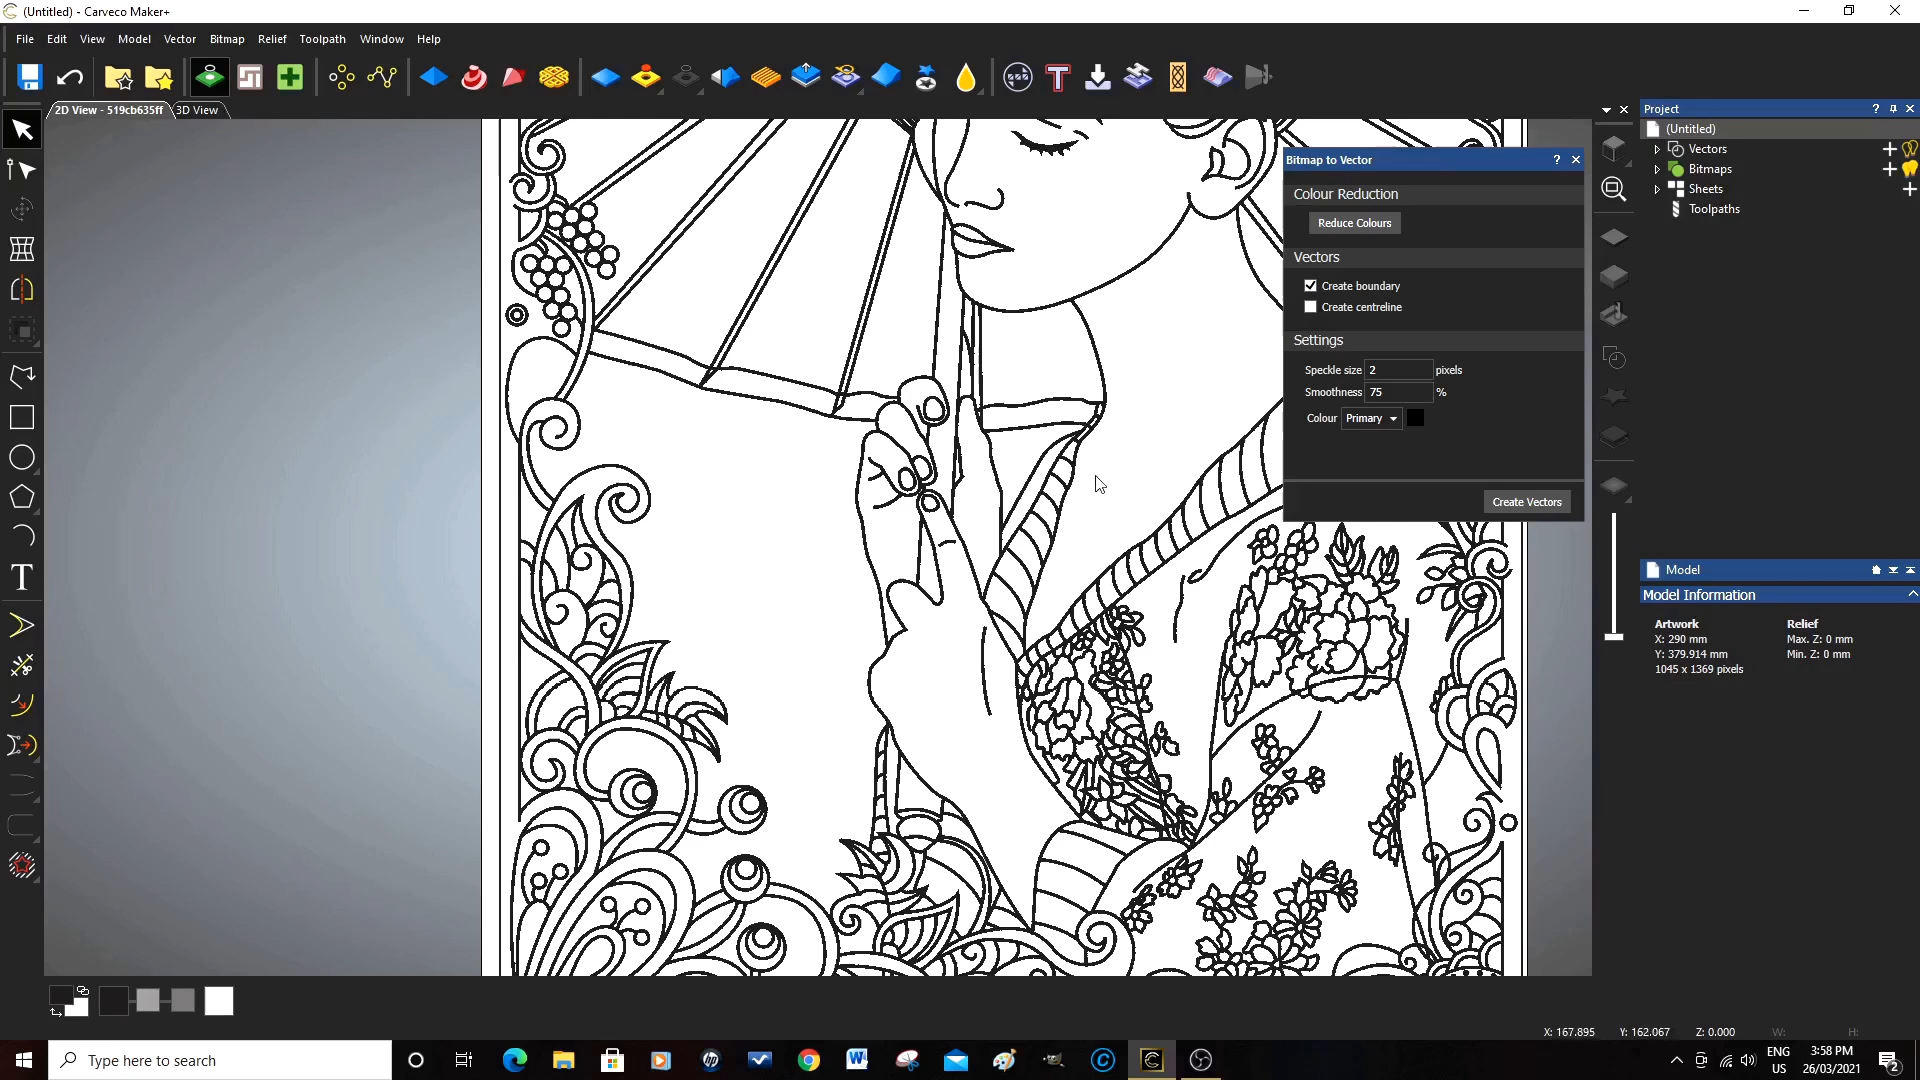 (Untitled) - Carveco Maker+
File Edit View Model Vector Bitmap Relief Toolpath Window Help
2D View - 519cb635ff 3D View
Bitmap to Vector ?
Colour Reduction
Reduce Colours
Vectors
Create boundary
Create centreline
Settings
Speckle size 2 pixels
Smoothness 75 %
Colour Primary
Create Vectors
Project ?
(Untitled)
Vectors
Bitmaps
Sheets
Toolpaths
Model
Model Information
Artwork Relief
X: 290 mm Max. Z: 0 mm
Y: 379.914 mm Min. Z: 0 mm
1045 x 1369 pixels
X: 167.895 Y: 162.067 Z: 0.000 W: H:
Type here to search
ENG
US
3:58 PM
26/03/2021
2